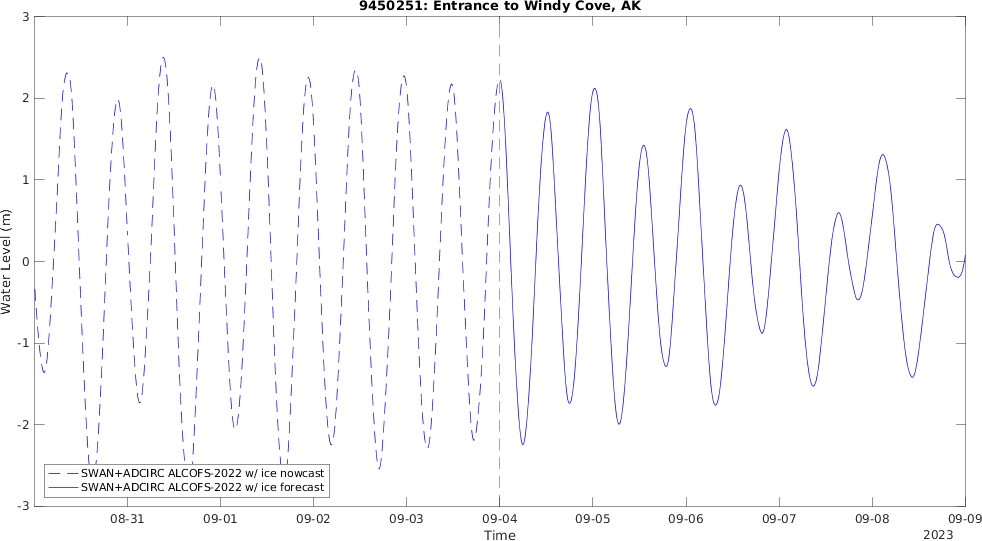 9450251: Entrance to Windy Cove, AK
3
2
1
0
-1
-2
-3
Water Level (m)
SWAN+ADCIRC ALCOFS-2022 w/ ice nowcast
SWAN+ADCIRC ALCOFS-2022 w/ ice forecast
08-31 09-01 09-02 09-03 09-04 09-05 09-06 09-07 09-08 09-09
Time
2023